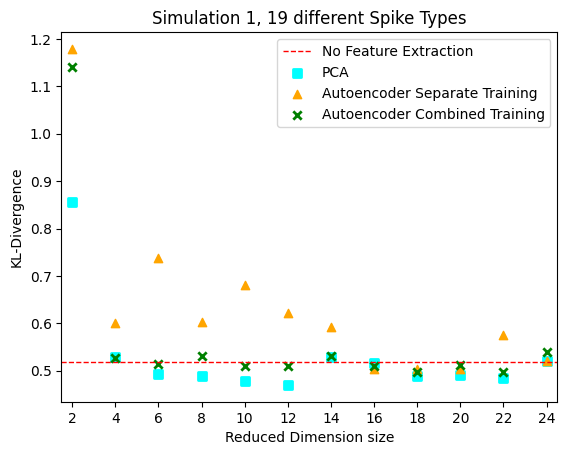 Simulation 1, 19 different Spike Types
No Feature Extraction
PCA
Autoencoder Separate Training
Autoencoder Combined Training
KL-Divergence
1.2
1.1
1.0
0.9
0.8
0.7
0.6
0.5
2 4 6 8 10 12 14 16 18 20 22 24
Reduced Dimension size